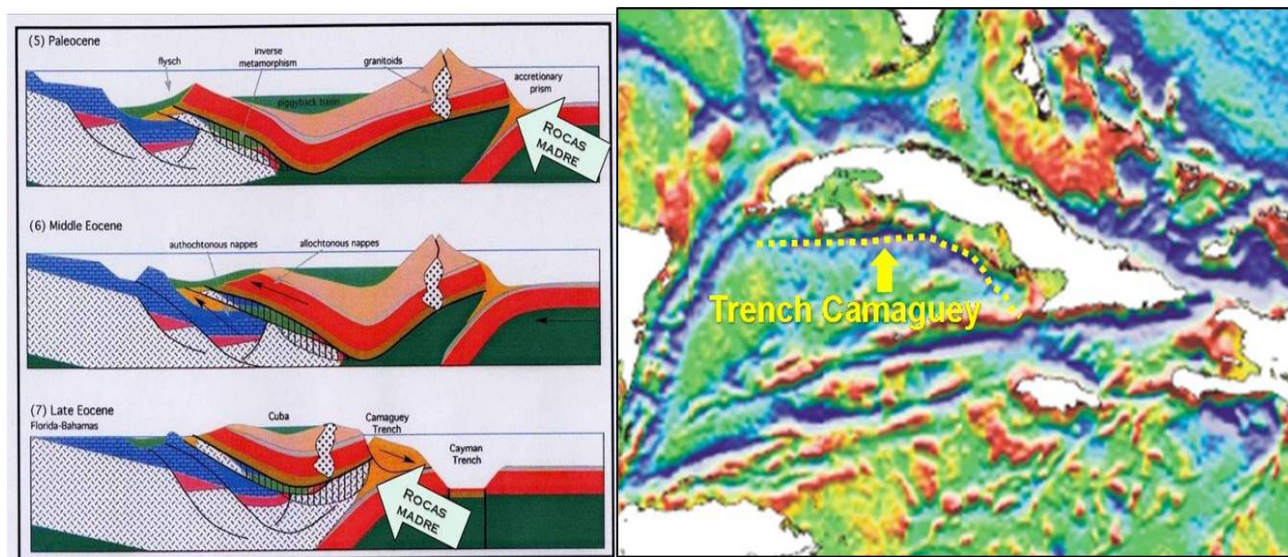 (5) Paleocene
flysch
inverse
metamorphism
granitoids
accretionary
prism
piggyback basin
ROCAS
MADRE
(6) Middle Eocene
authochtonous nappes
allochtonous nappes
(7) Late Eocene
Florida-Bahamas
Cuba
Camaguey
Trench
Cayman
Trench
ROCAS
MADRE
Trench Camaguey